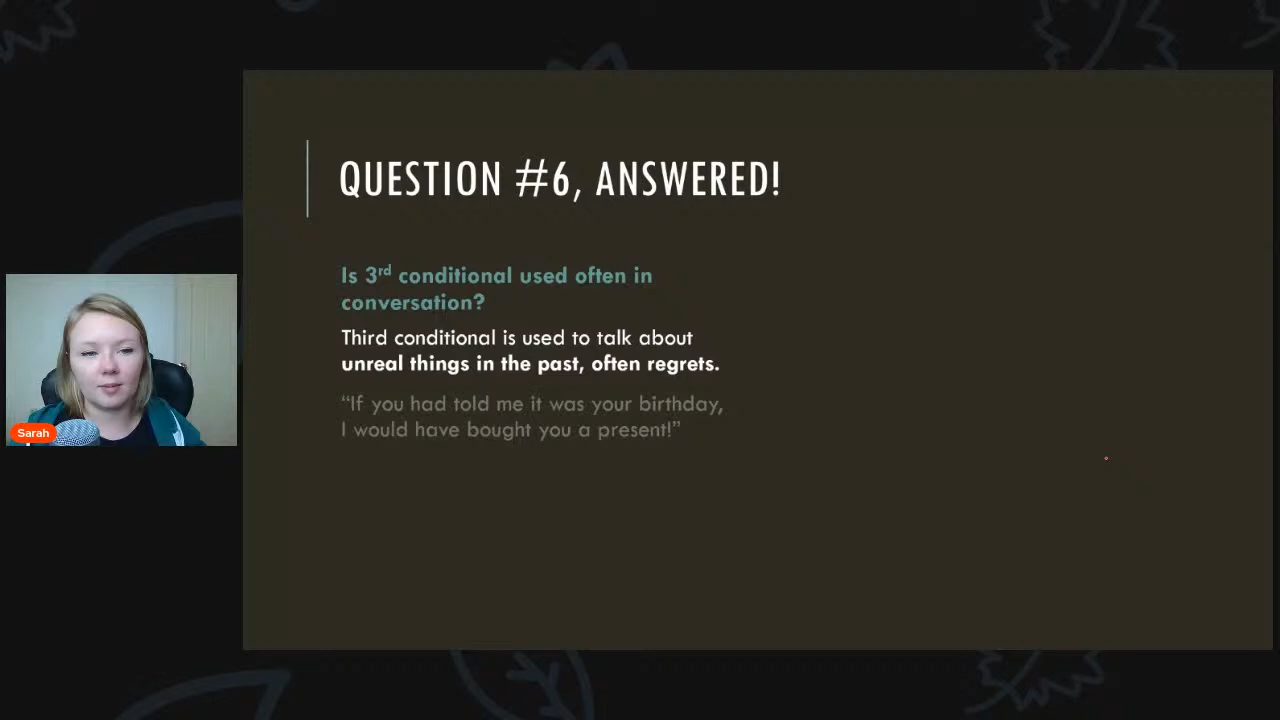 QUESTION #6, ANSWERED!
Is 3rd conditional used often in
conversation?
Third conditional is used to talk about
unreal things in the past, often regrets.
“If you had told me it was your birthday,
I would have bought you a present!”
Sarah